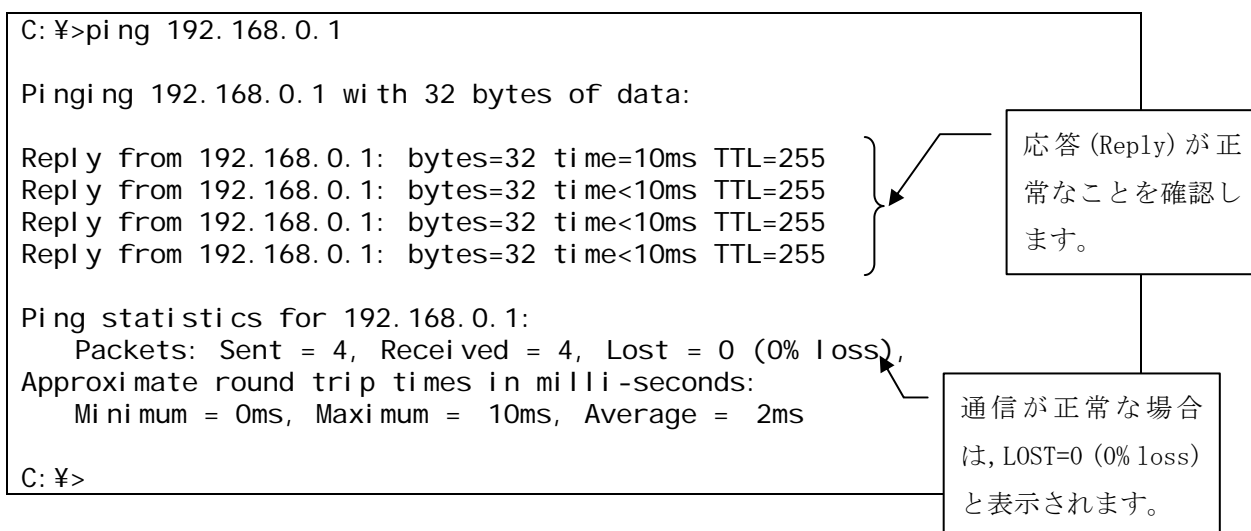 C:¥>ping 192.168.0.1
Pinging 192.168.0.1 with 32 bytes of data:
Reply from 192.168.0.1: bytes=32 time=10ms TTL=255
Reply from 192.168.0.1: bytes=32 time<10ms TTL=255
Reply from 192.168.0.1: bytes=32 time<10ms TTL=255
Reply from 192.168.0.1: bytes=32 time<10ms TTL=255
応答(Reply)が正
常なことを確認し
ます。
Ping statistics for 192.168.0.1:
Packets: Sent = 4, Received = 4, Lost = 0 (0% loss),
Approximate round trip times in milli-seconds:
Minimum = 0ms, Maximum = 10ms, Average = 2ms
C:¥>
通信が正常な場合
は,LOST=0 (0% loss)
と表示されます。